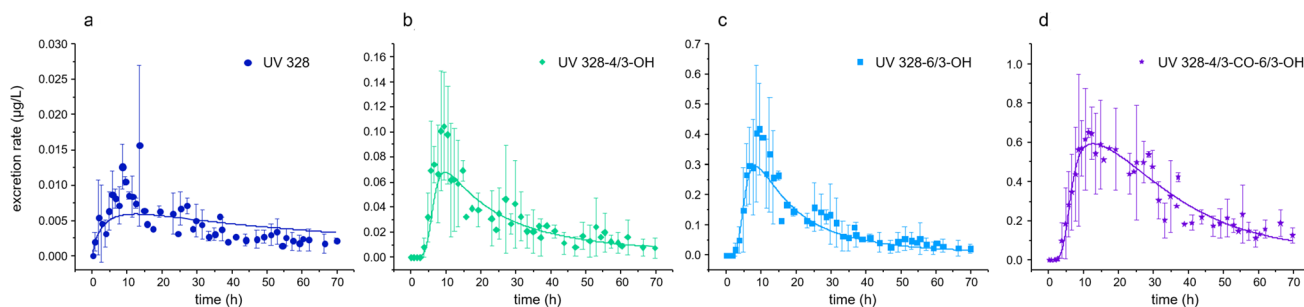 a
b
c
d
UV 328
UV 328-4/3-OH
UV 328-6/3-OH
UV 328-4/3-CO-6/3-OH
excretion rate (µg/L)
0.030
0.025
0.020
0.015
0.010
0.005
0.000
0 10 20 30 40 50 60 70
time (h)
0.16
0.14
0.12
0.10
0.08
0.06
0.04
0.02
0.00
0 10 20 30 40 50 60 70
time (h)
0.7
0.6
0.5
0.4
0.3
0.2
0.1
0.0
0 10 20 30 40 50 60 70
time (h)
1.0
0.8
0.6
0.4
0.2
0.0
0 10 20 30 40 50 60 70
time (h)